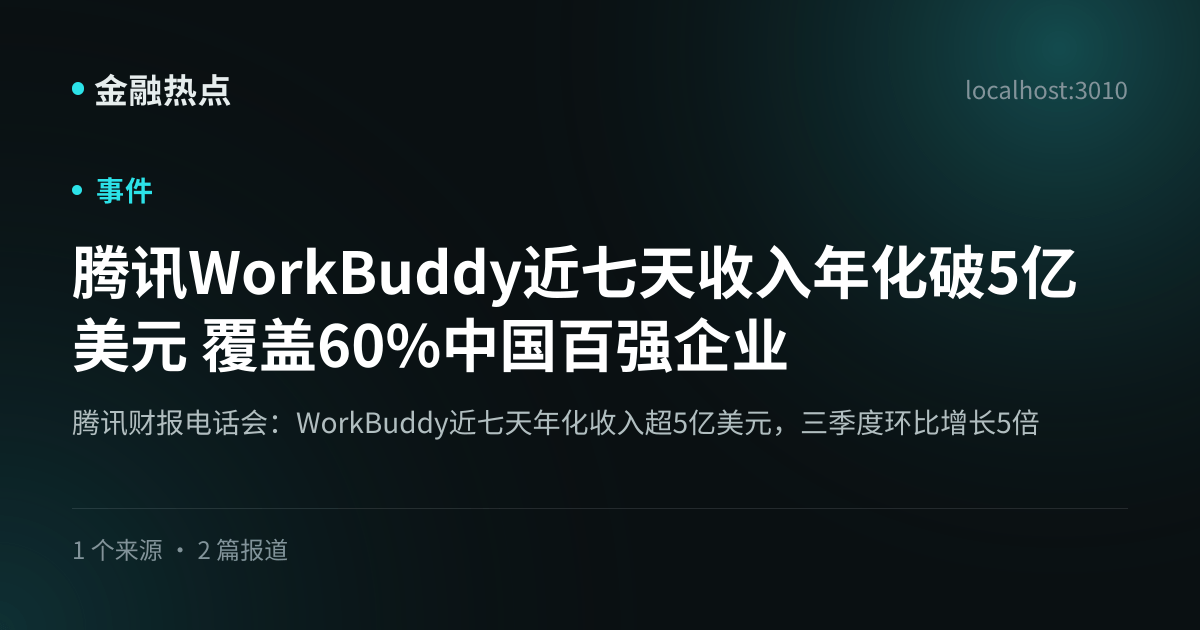 金融热点
localhost:3010
事件
腾讯WorkBuddy近七天收入年化破5亿
美元 覆盖60%中国百强企业
腾讯财报电话会：WorkBuddy近七天年化收入超5亿美元，三季度环比增长5倍
1 个来源 · 2 篇报道